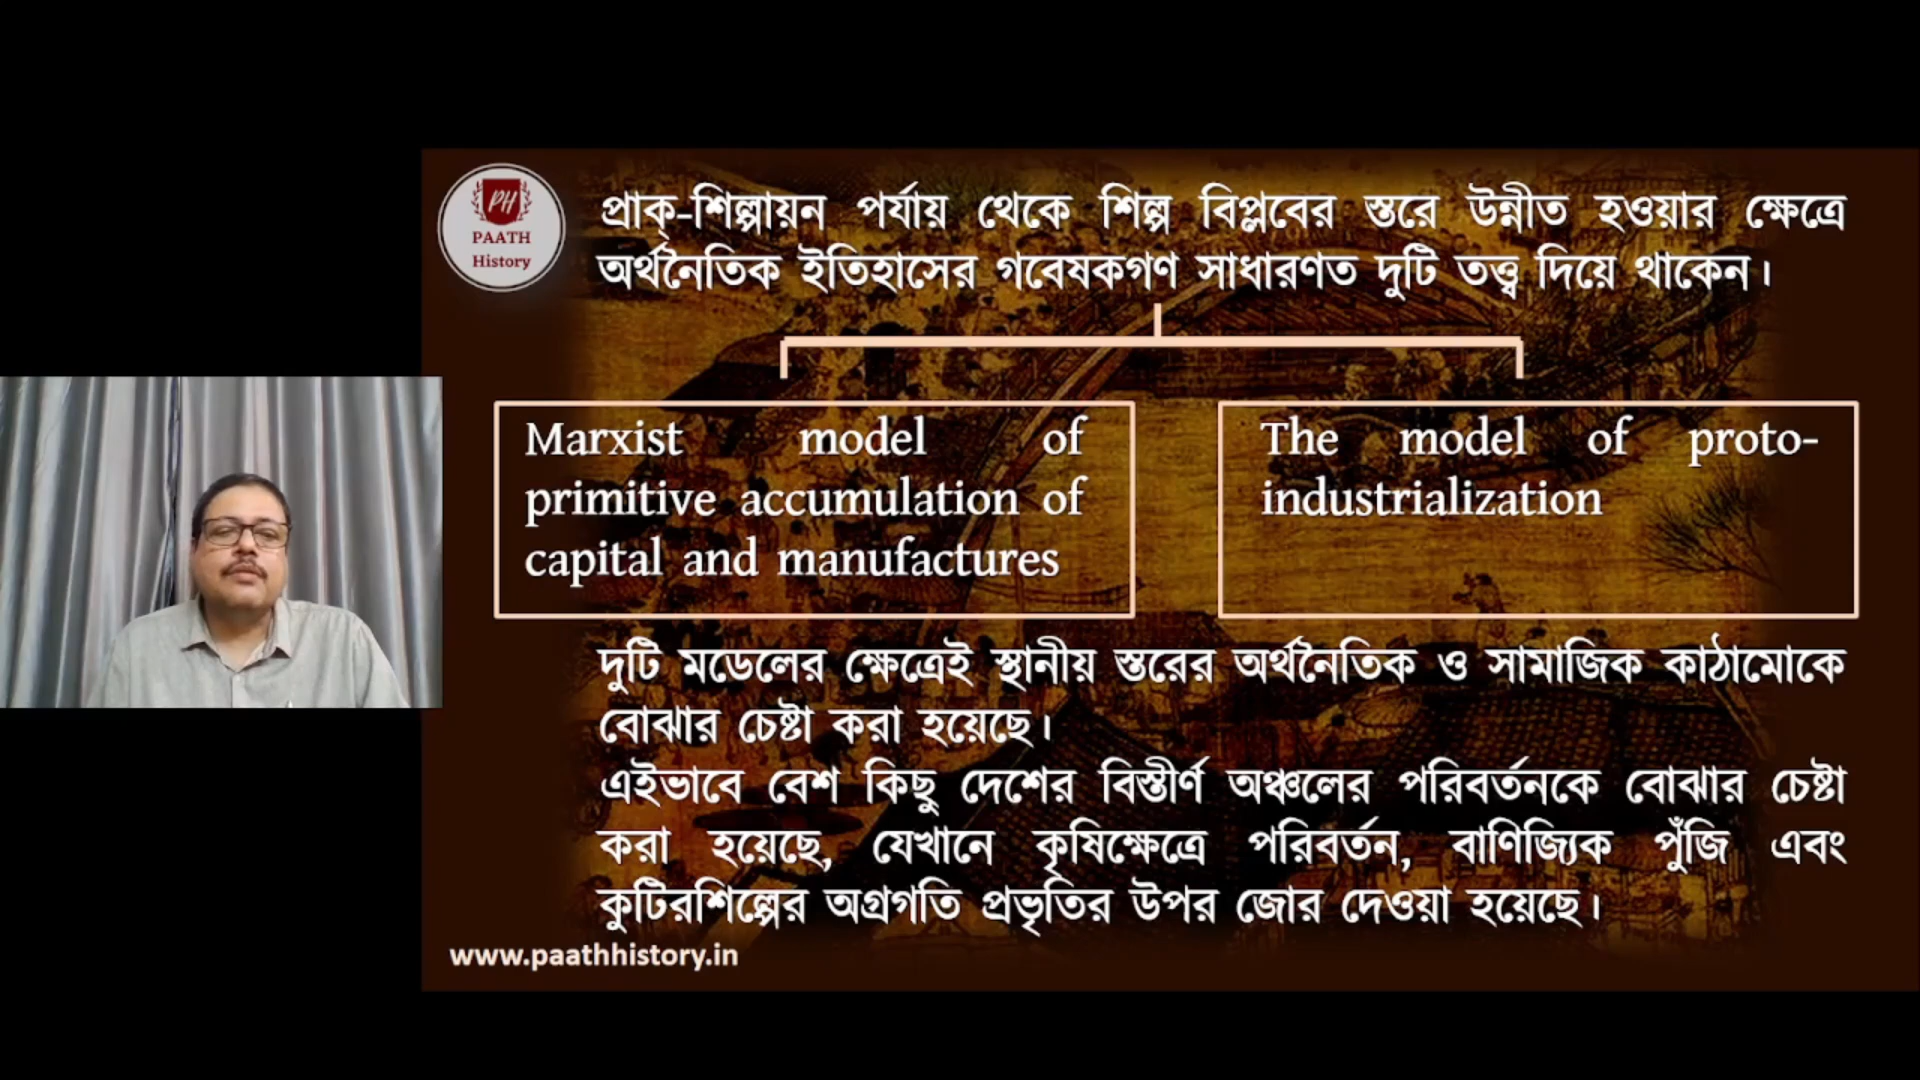 PH
PAATH
History
প্রাক্-শিল্পায়ন পর্যায় থেকে শিল্প বিপ্লবের স্তরে উন্নীত হওয়ার ক্ষেত্রে
অর্থনৈতিক ইতিহাসের গবেষকগণ সাধারণত দুটি তত্ত্ব দিয়ে থাকেন।
Marxist model of
primitive accumulation of
capital and manufactures
The model of proto-
industrialization
দুটি মডেলের ক্ষেত্রেই স্থানীয় স্তরের অর্থনৈতিক ও সামাজিক কাঠামোকে
বোঝার চেষ্টা করা হয়েছে।
এইভাবে বেশ কিছু দেশের বিস্তীর্ণ অঞ্চলের পরিবর্তনকে বোঝার চেষ্টা
করা হয়েছে, যেখানে কৃষিক্ষেত্রে পরিবর্তন, বাণিজ্যিক পুঁজি এবং
কুটিরশিল্পের অগ্রগতি প্রভৃতির উপর জোর দেওয়া হয়েছে।
www.paathhistory.in